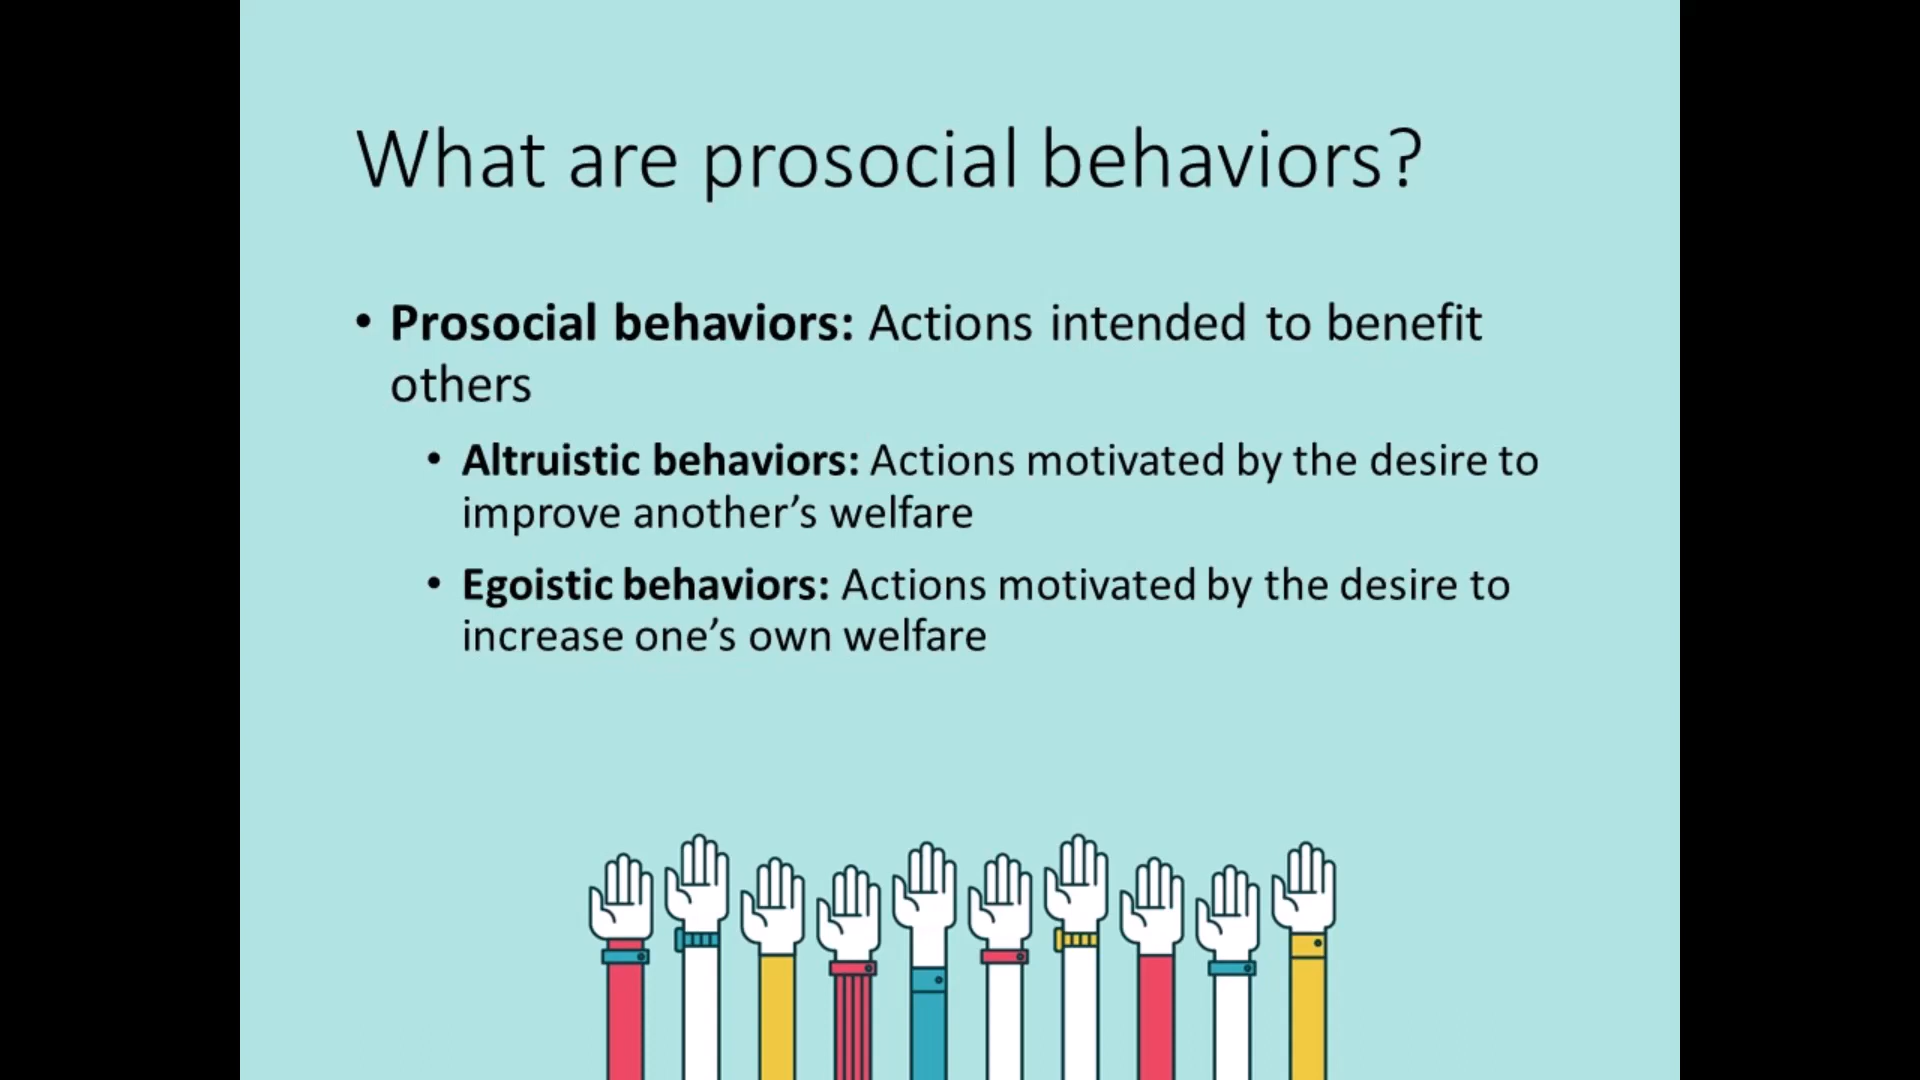 What are prosocial behaviors?
• Prosocial behaviors: Actions intended to benefit
others
• Altruistic behaviors: Actions motivated by the desire to
improve another’s welfare
• Egoistic behaviors: Actions motivated by the desire to
increase one’s own welfare